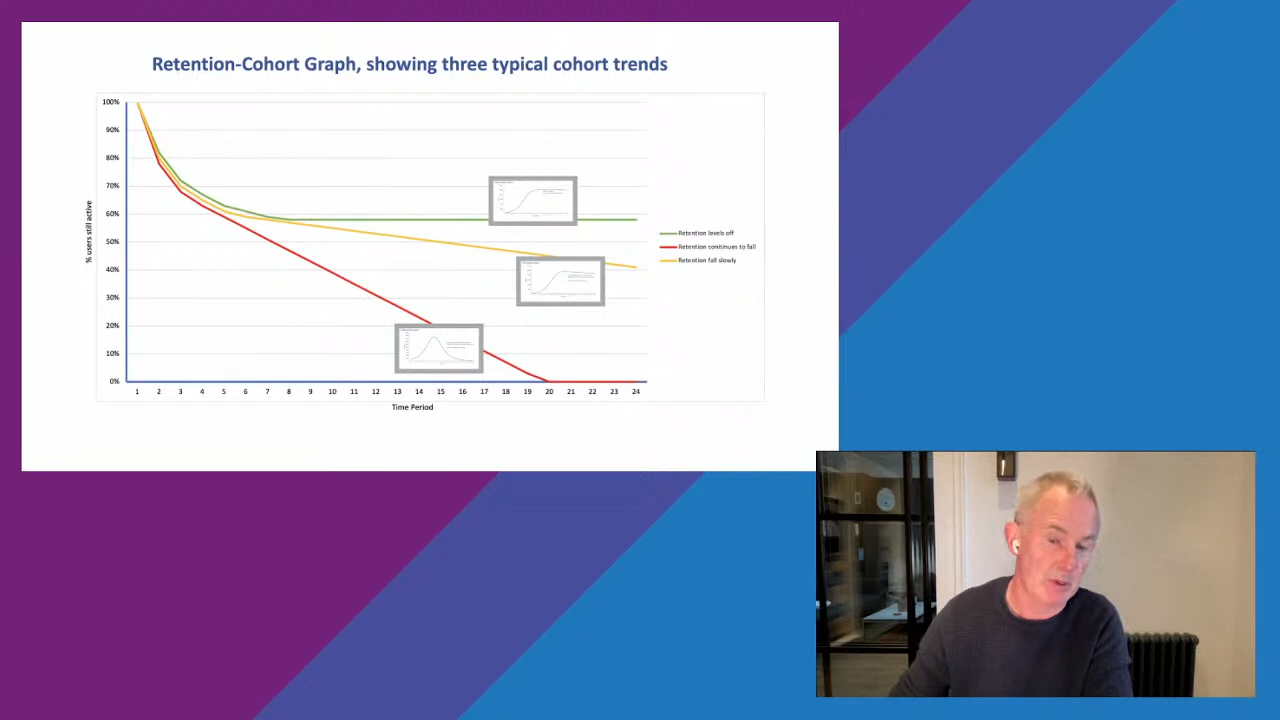 Retention-Cohort Graph, showing three typical cohort trends
100%
90%
80%
70%
60%
50%
40%
30%
20%
10%
0%
% users still active
1 2 3 4 5 6 7 8 9 10 11 12 13 14 15 16 17 18 19 20 21 22 23 24
Time Period
Retention levels off
Retention continues to fall
Retention fall slowly